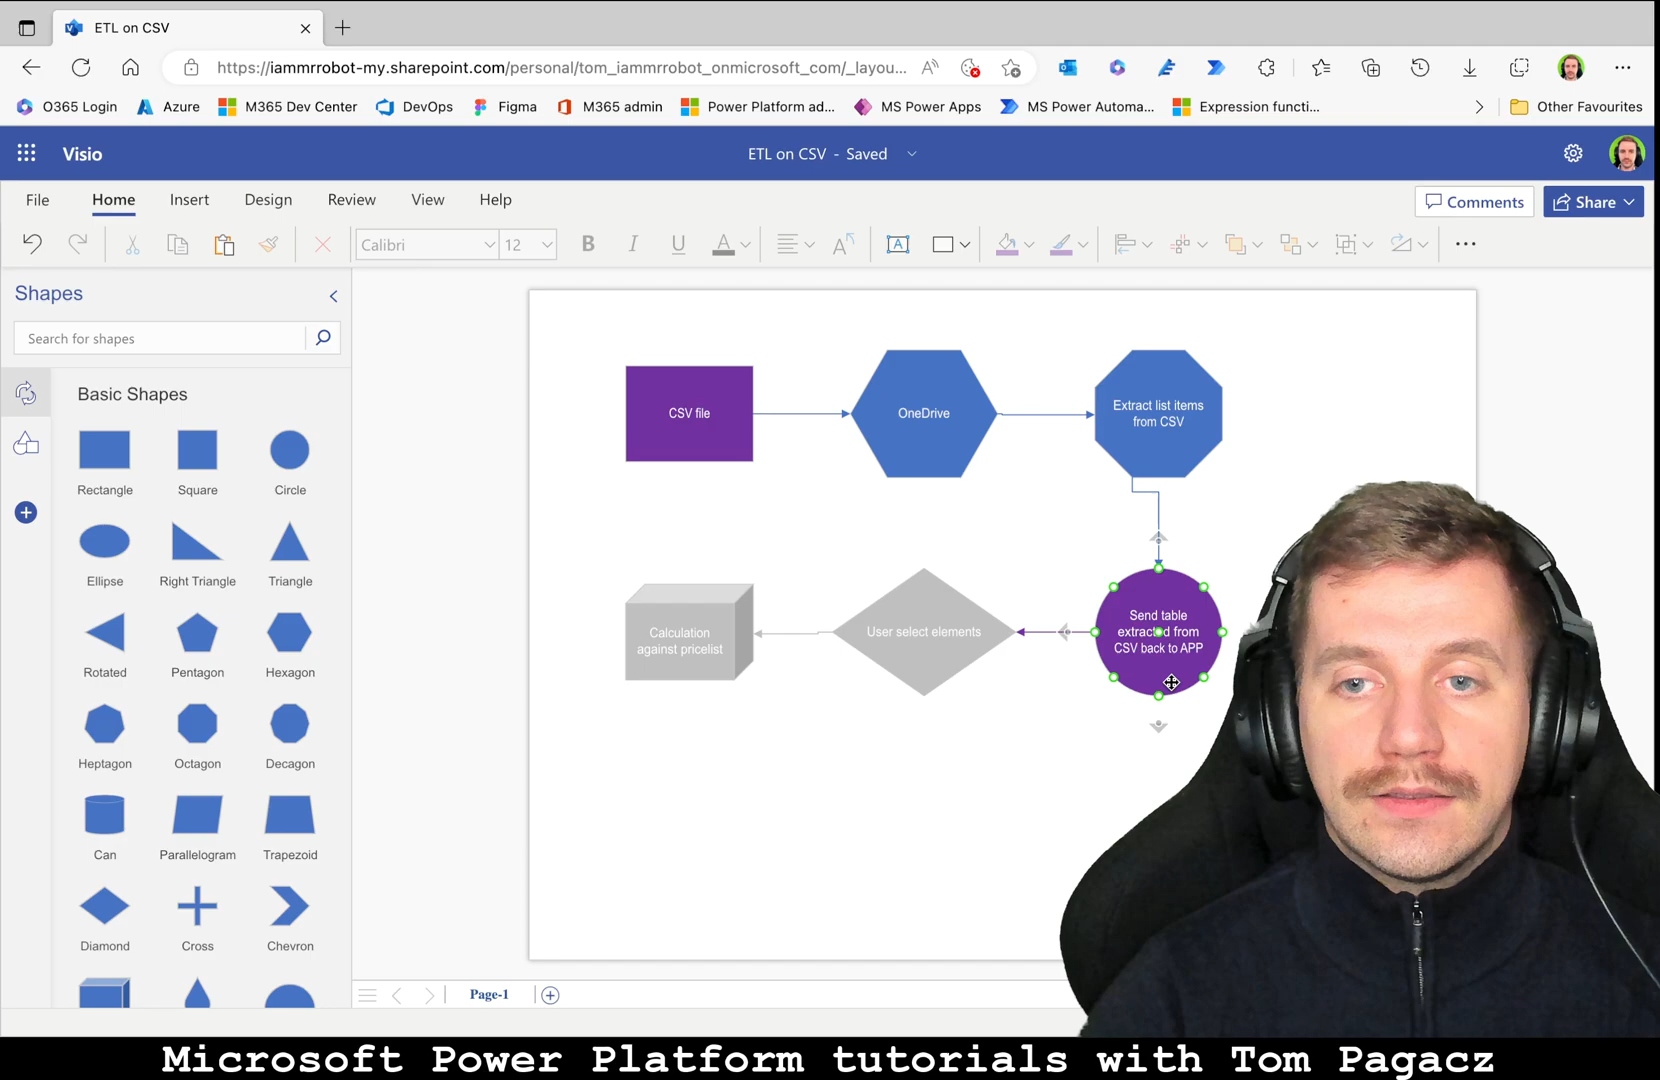 ETL on CSV
https://iammrrobot-my.sharepoint.com/personal/tom_iammrrobot_onmicrosoft_com/_layou...
O365 Login
Azure
M365 Dev Center
DevOps
Figma
M365 admin
Power Platform ad...
MS Power Apps
MS Power Automa...
Expression functi...
Other Favourites
Visio
ETL on CSV - Saved
File
Home
Insert
Design
Review
View
Help
Comments
Share
Calibri
12
B
I
U
A
A
A
Shapes
Search for shapes
Basic Shapes
Rectangle
Square
Circle
Ellipse
Right Triangle
Triangle
Rotated
Pentagon
Hexagon
Heptagon
Octagon
Decagon
Can
Parallelogram
Trapezoid
Diamond
Cross
Chevron
CSV file
OneDrive
Extract list items
from CSV
Calculation
against pricelist
User select elements
Send table
extracted from
CSV back to APP
Page-1
Microsoft Power Platform tutorials with Tom Pagacz